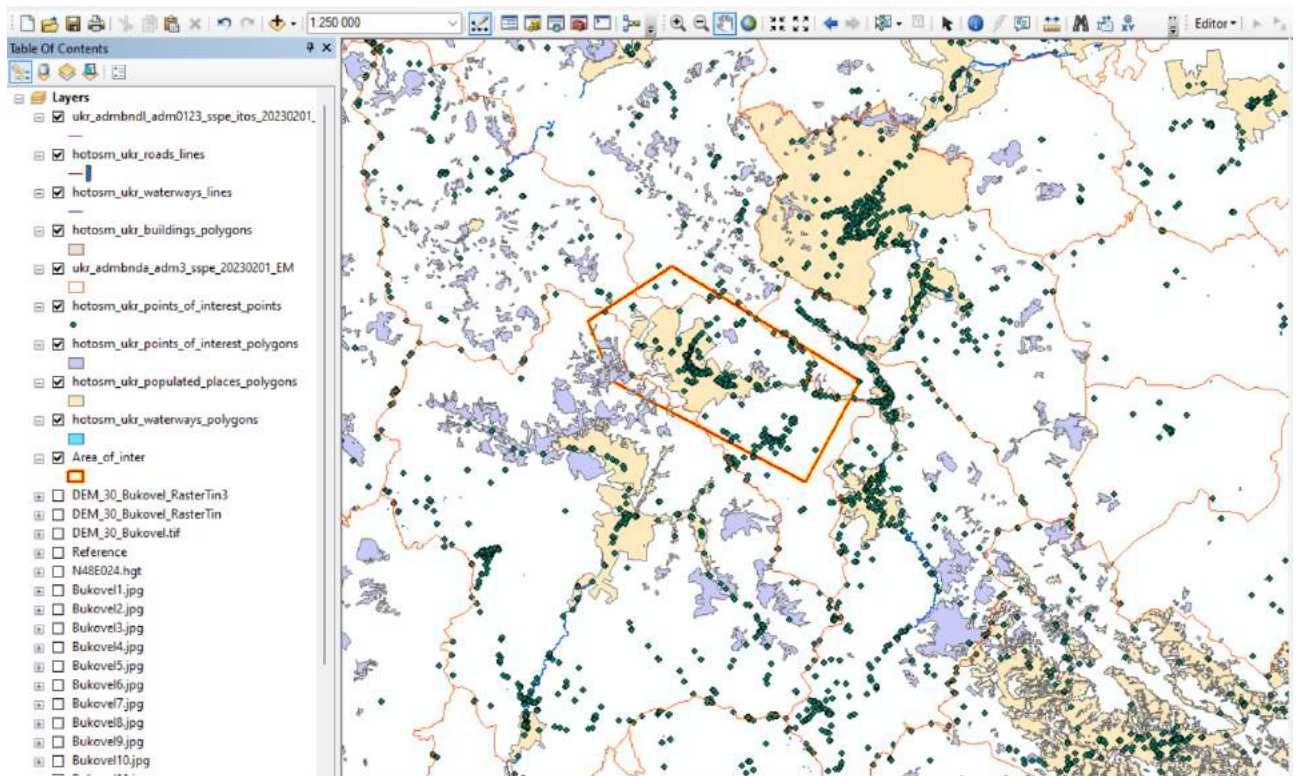 1:250 000
Editor
Table Of Contents
Layers
ukr_admbndl_adm0123_sspe_itos_20230201_
hotosm_ukr_roads_lines
hotosm_ukr_waterways_lines
hotosm_ukr_buildings_polygons
ukr_admbnda_adm3_sspe_20230201_EM
hotosm_ukr_points_of_interest_points
hotosm_ukr_points_of_interest_polygons
hotosm_ukr_populated_places_polygons
hotosm_ukr_waterways_polygons
Area_of_inter
DEM_30_Bukovel_RasterTin3
DEM_30_Bukovel_RasterTin
DEM_30_Bukovel.tif
Reference
N48E024.hgt
Bukovel1.jpg
Bukovel2.jpg
Bukovel3.jpg
Bukovel4.jpg
Bukovel5.jpg
Bukovel6.jpg
Bukovel7.jpg
Bukovel8.jpg
Bukovel9.jpg
Bukovel10.jpg